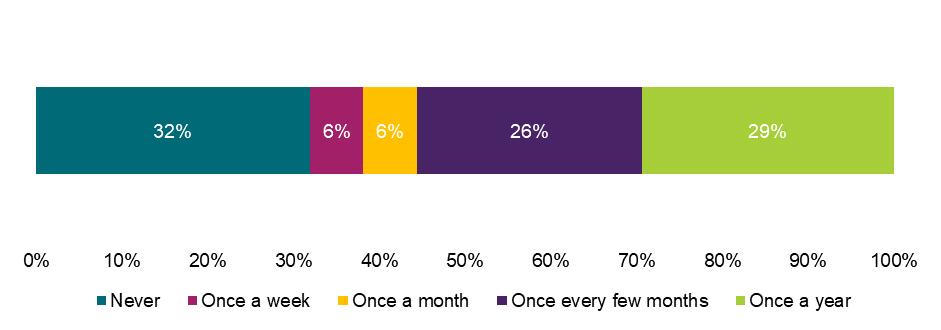 32% 6% 6% 26% 29%
0% 10% 20% 30% 40% 50% 60% 70% 80% 90% 100%
Never Once a week Once a month Once every few months Once a year